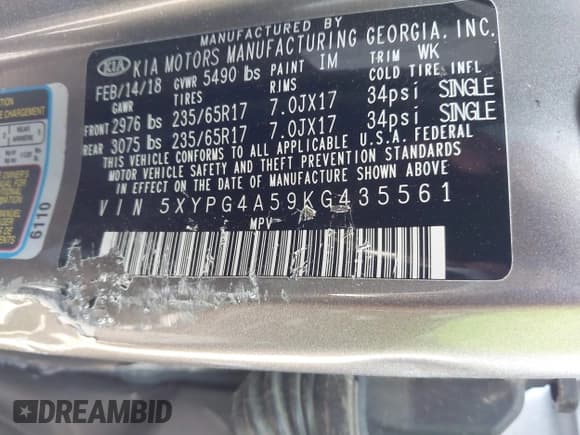 MANUFACTURED BY
KIA KIA MOTORS MANUFACTURING GEORGIA, INC.
FEB/14/18 GVWR 5490 lbs PAINT IM TRIM WK
GAWR TIRES RIMS COLD TIRE INFL
FRONT 2976 lbs 235/65R17 7.0JX17 34psi SINGLE
REAR 3075 lbs 235/65R17 7.0JX17 34psi SINGLE
THIS VEHICLE CONFORMS TO ALL APPLICABLE U.S.A. FEDERAL
MOTOR VEHICLE SAFETY AND THEFT PREVENTION STANDARDS
IN EFFECT ON THE DATE OF MANUFACTURE SHOWN ABOVE.
VIN 5XYPG4A59KG435561
MPV
6110
DREAMBID